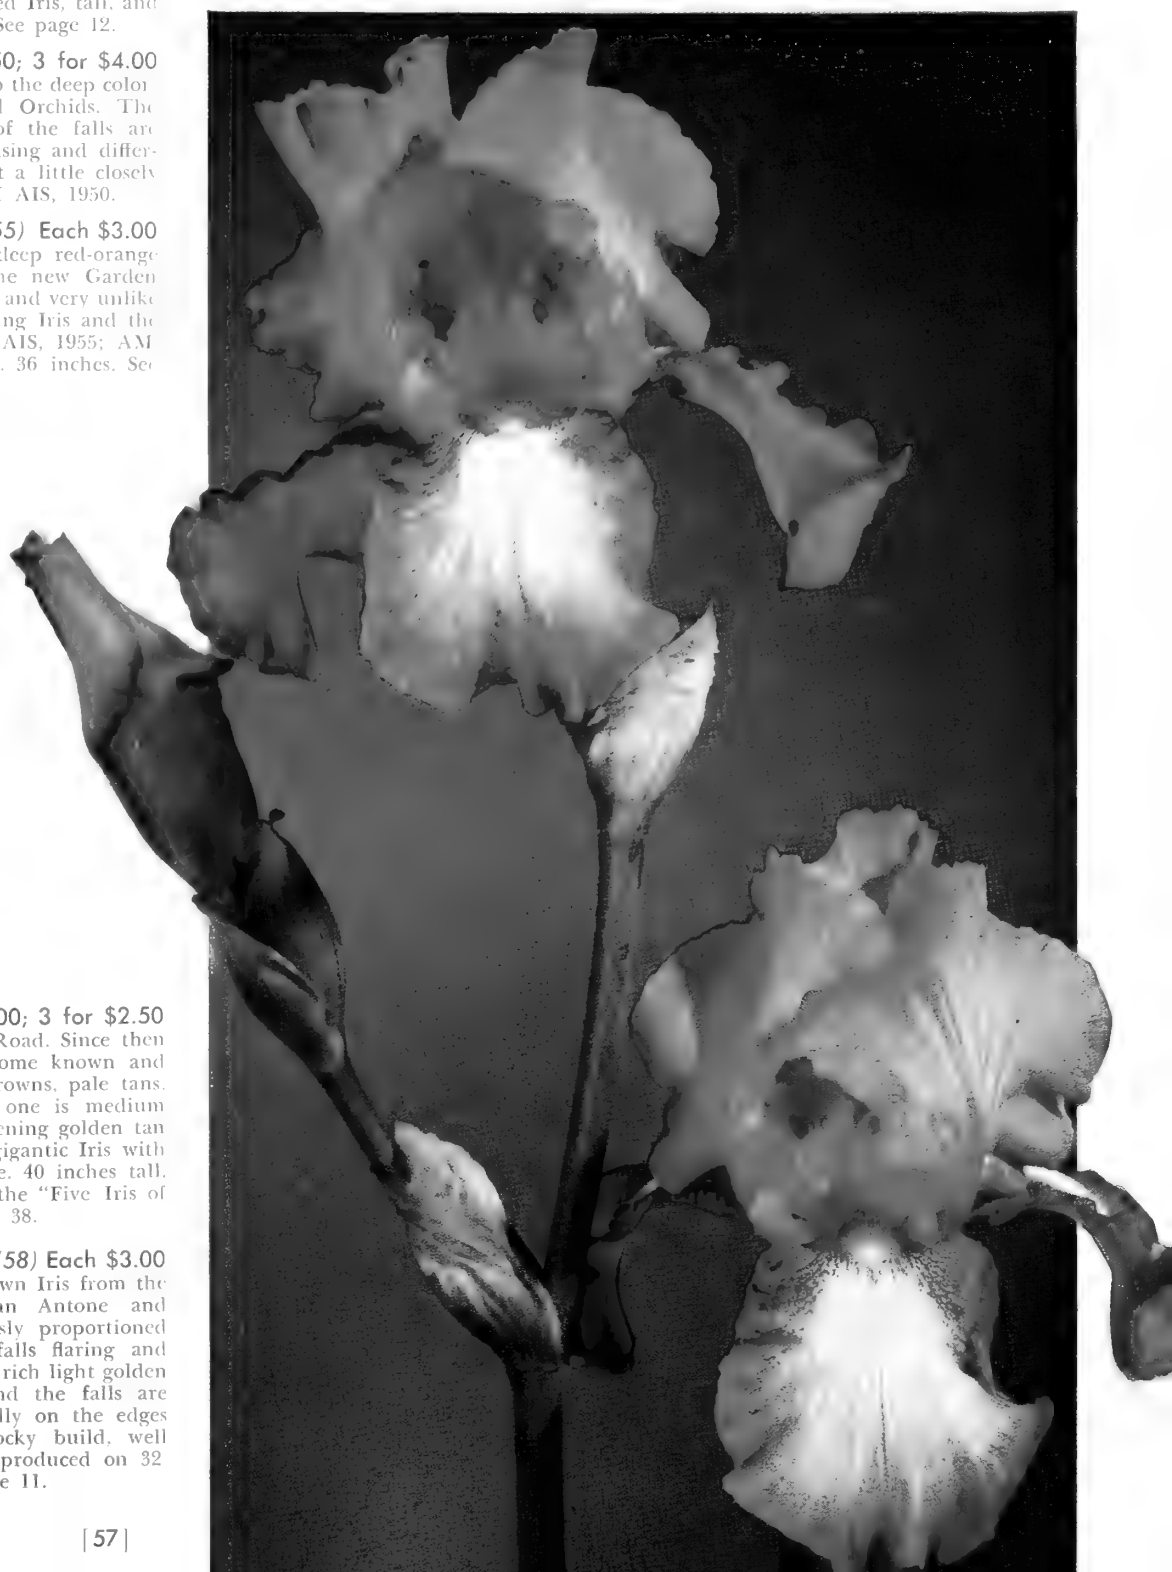 ed Iris, tall, and
See page 12.
50; 3 for $4.00
o the deep color
d Orchids. The
of the falls are
sing and differ-
t a little closely
AIS, 1950.
55) Each $3.00
deep red-orange
ne new Garden
and very unlike
ng Iris and the
AIS, 1955; AM
. 36 inches. See
00; 3 for $2.50
Road. Since then
ome known and
rowns, pale tans.
one is medium
ening golden tan
gigantic Iris with
e. 40 inches tall.
the “Five Iris of
38.
'58) Each $3.00
wn Iris from the
an Antone and
sly proportioned
falls flaring and
rich light golden
nd the falls are
lly on the edges
ocky build, well
produced on 32
e 11.
|57|